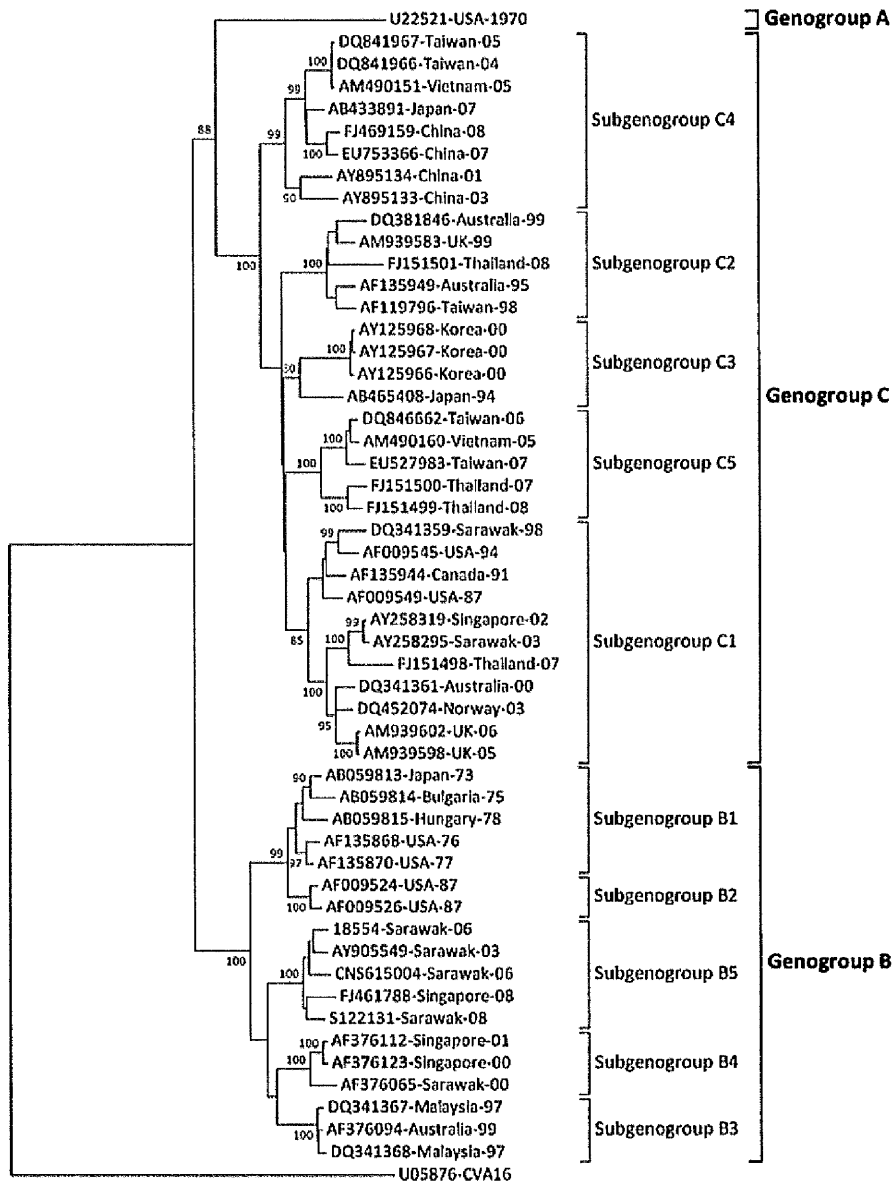 U22521-USA-1970
Genogroup A
DQ841967-Taiwan-05
DQ841966-Taiwan-04
AM490151-Vietnam-05
99
AB433891-Japan-07
Subgenogroup C4
88
99
FJ469159-China-08
100
EU753366-China-07
AY895134-China-01
90
AY895133-China-03
DQ381846-Australia-99
AM939583-UK-99
100
100
FJ151501-Thailand-08
Subgenogroup C2
AF135949-Australia-95
AF119796-Taiwan-98
AY125968-Korea-00
100
AY125967-Korea-00
Subgenogroup C3
AY125966-Korea-00
AB465408-Japan-94
Genogroup C
DQ846662-Taiwan-06
100
AM490160-Vietnam-05
100
EU527983-Taiwan-07
Subgenogroup C5
FJ151500-Thailand-07
100
FJ151499-Thailand-08
99
DQ341359-Sarawak-98
AF009545-USA-94
AF135944-Canada-91
AF009549-USA-87
99
AY258319-Singapore-02
85
100
AY258295-Sarawak-03
Subgenogroup C1
FJ151498-Thailand-07
100
DQ341361-Australia-00
95
DQ452074-Norway-03
AM939602-UK-06
100
AM939598-UK-05
90
AB059813-Japan-73
AB059814-Bulgaria-75
AB059815-Hungary-78
Subgenogroup B1
99
AF135868-USA-76
97
AF135870-USA-77
AF009524-USA-87
Subgenogroup B2
100
AF009526-USA-87
18554-Sarawak-06
AY905549-Sarawak-03
100
100
CNS615004-Sarawak-06
Subgenogroup B5
Genogroup B
FJ461788-Singapore-08
S122131-Sarawak-08
100
AF376112-Singapore-01
100
AF376123-Singapore-00
Subgenogroup B4
AF376065-Sarawak-00
DQ341367-Malaysia-97
100
AF376094-Australia-99
Subgenogroup B3
DQ341368-Malaysia-97
U05876-CVA16